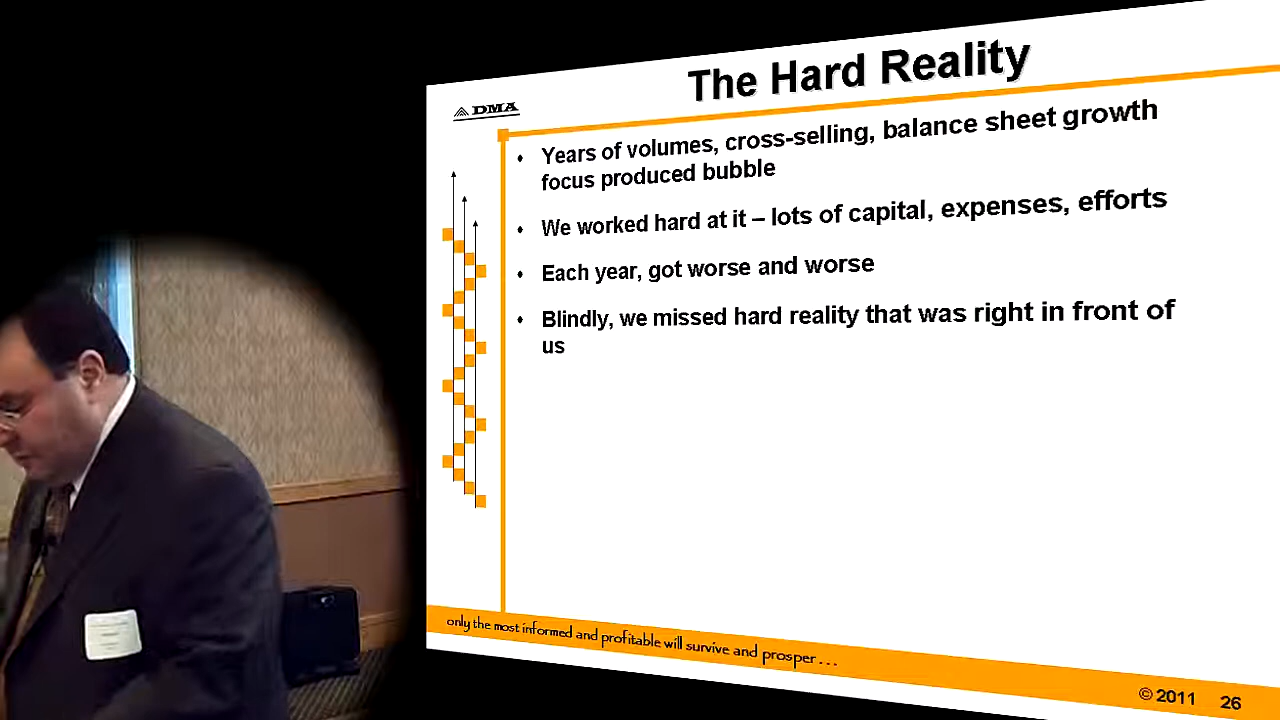 The Hard Reality
DMA
• Years of volumes, cross-selling, balance sheet growth
focus produced bubble
• We worked hard at it – lots of capital, expenses, efforts
• Each year, got worse and worse
• Blindly, we missed hard reality that was right in front of
us
only the most informed and profitable will survive and prosper . . .
© 2011 26